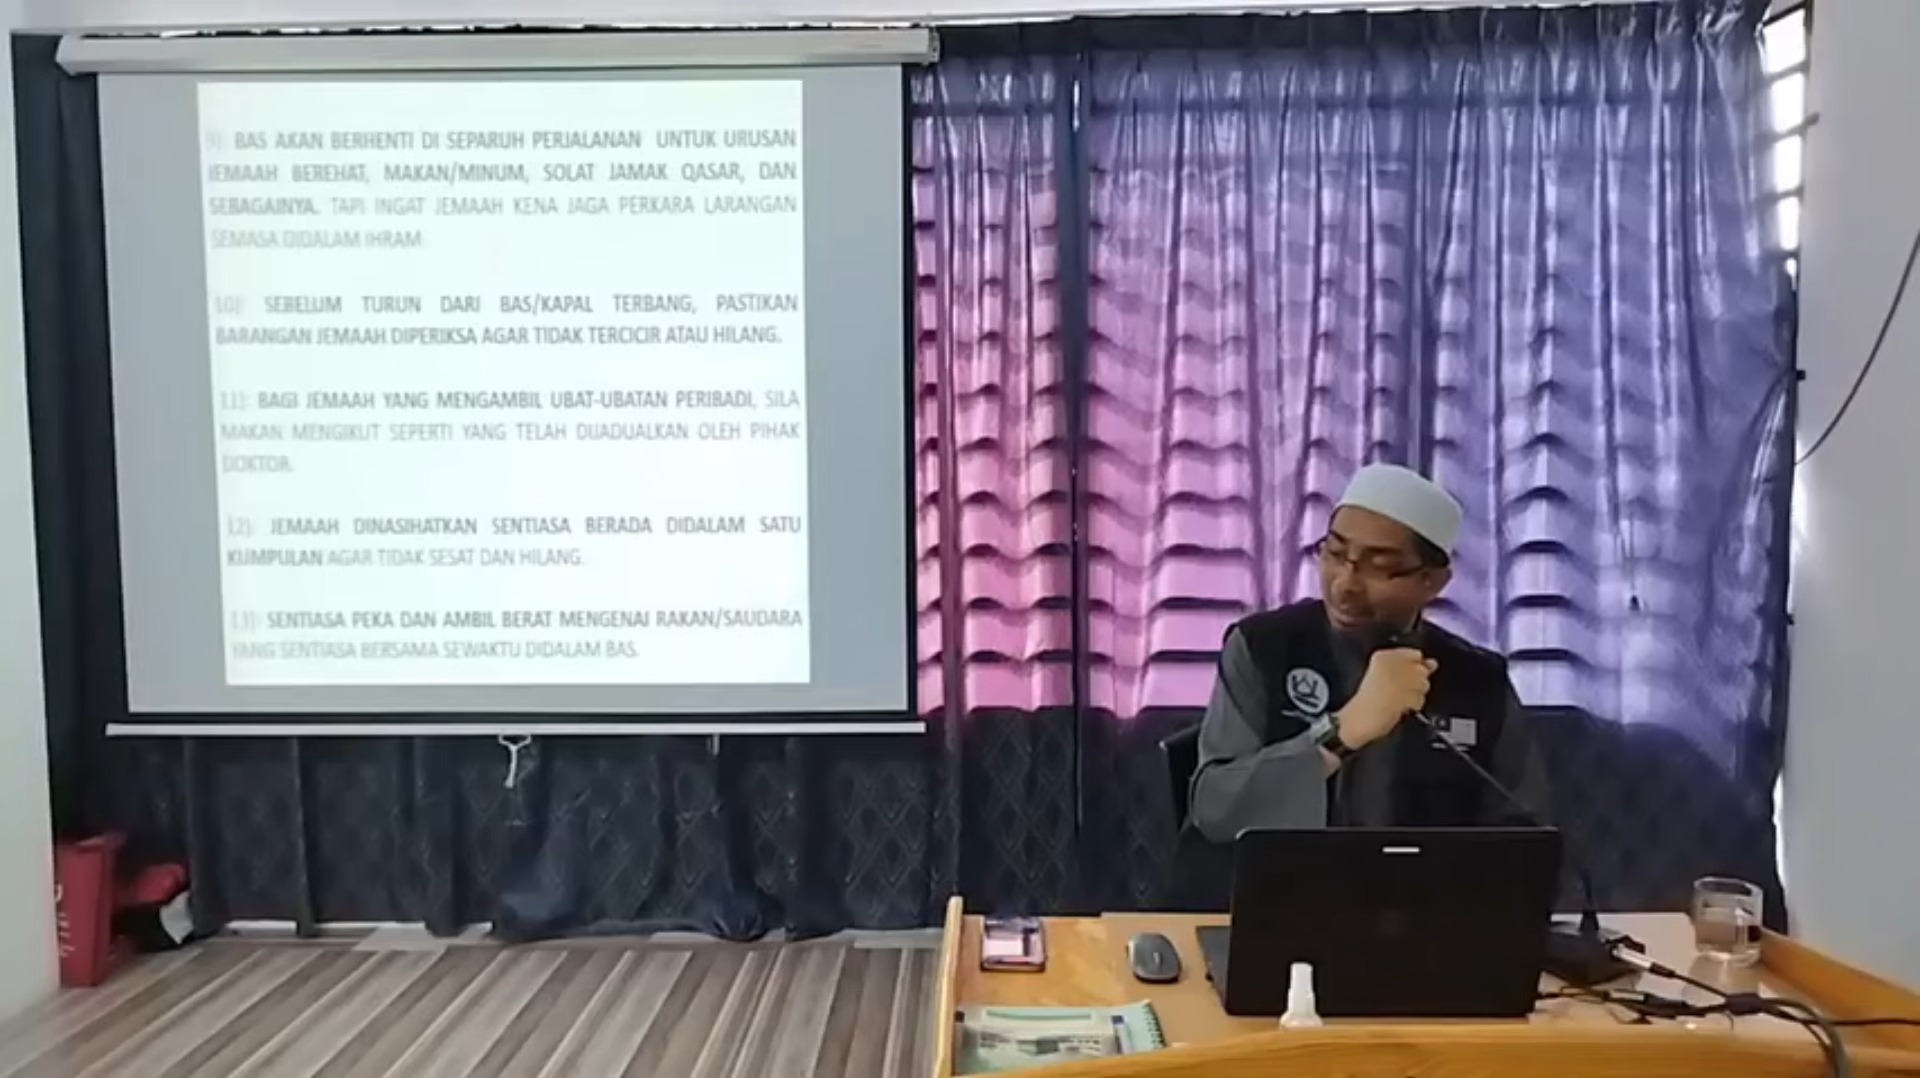 9) BAS AKAN BERHENTI DI SEPARUH PERJALANAN UNTUK URUSAN
JEMAAH BEREHAT, MAKAN/MINUM, SOLAT JAMAK QASAR, DAN
SEBAGAINYA. TAPI INGAT JEMAAH KENA JAGA PERKARA LARANGAN
SEMASA DIDALAM IHRAM.
10) SEBELUM TURUN DARI BAS/KAPAL TERBANG, PASTIKAN
BARANGAN JEMAAH DIPERIKSA AGAR TIDAK TERCICIR ATAU HILANG.
11) BAGI JEMAAH YANG MENGAMBIL UBAT-UBATAN PERIBADI, SILA
MAKAN MENGIKUT SEPERTI YANG TELAH DIJADUALKAN OLEH PIHAK
DOKTOR.
12) JEMAAH DINASIHATKAN SENTIASA BERADA DIDALAM SATU
KUMPULAN AGAR TIDAK SESAT DAN HILANG.
13) SENTIASA PEKA DAN AMBIL BERAT MENGENAI RAKAN/SAUDARA
YANG SENTIASA BERSAMA SEWAKTU DIDALAM BAS.